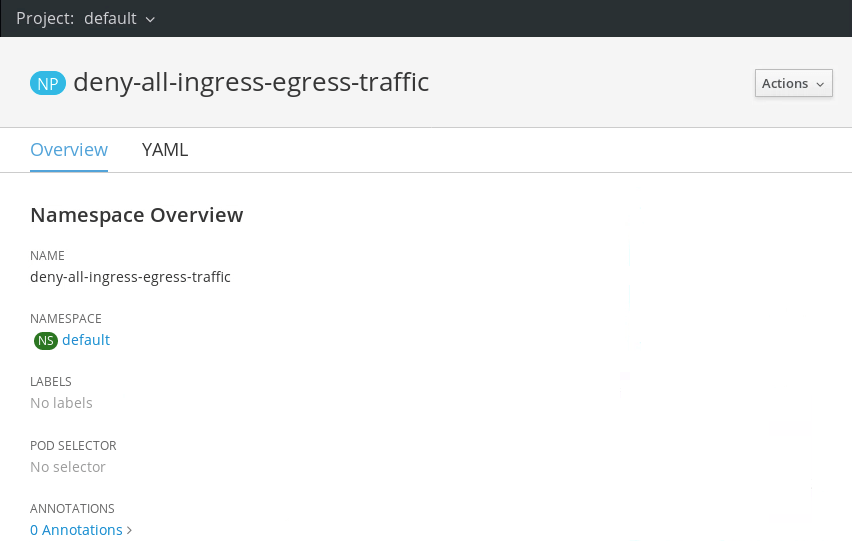 Project: default
NP deny-all-ingress-egress-traffic
Actions
Overview YAML
Namespace Overview
NAME
deny-all-ingress-egress-traffic
NAMESPACE
NS default
LABELS
No labels
POD SELECTOR
No selector
ANNOTATIONS
0 Annotations